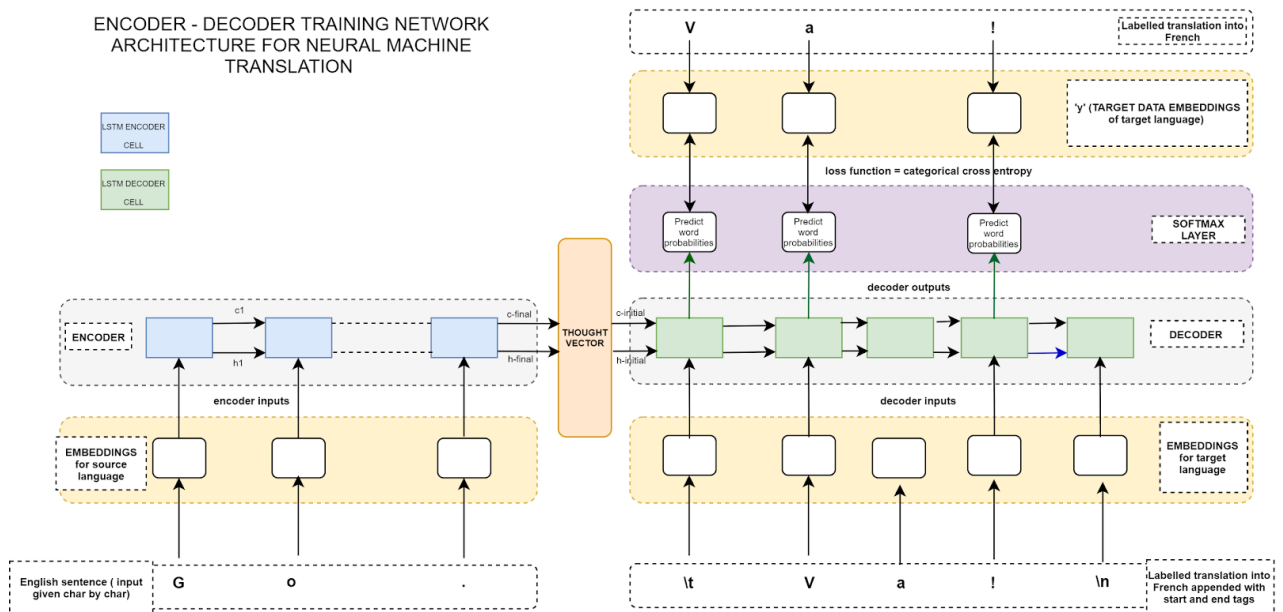 ENCODER - DECODER TRAINING NETWORK
ARCHITECTURE FOR NEURAL MACHINE
TRANSLATION
LSTM ENCODER
CELL
LSTM DECODER
CELL
V a !
Labelled translation into
French
'y' (TARGET DATA EMBEDDINGS
of target language)
loss function = categorical cross entropy
Predict
word
probabilities
Predict
word
probabilities
Predict
word
probabilities
SOFTMAX
LAYER
decoder outputs
ENCODER
c1
h1
c-final
h-final
THOUGHT
VECTOR
c-initial
h-initial
DECODER
encoder inputs
decoder inputs
EMBEDDINGS
for source
language
EMBEDDINGS
for target
language
English sentence ( input
given char by char)
G o .
\t V a ! \n
Labelled translation into
French appended with
start and end tags